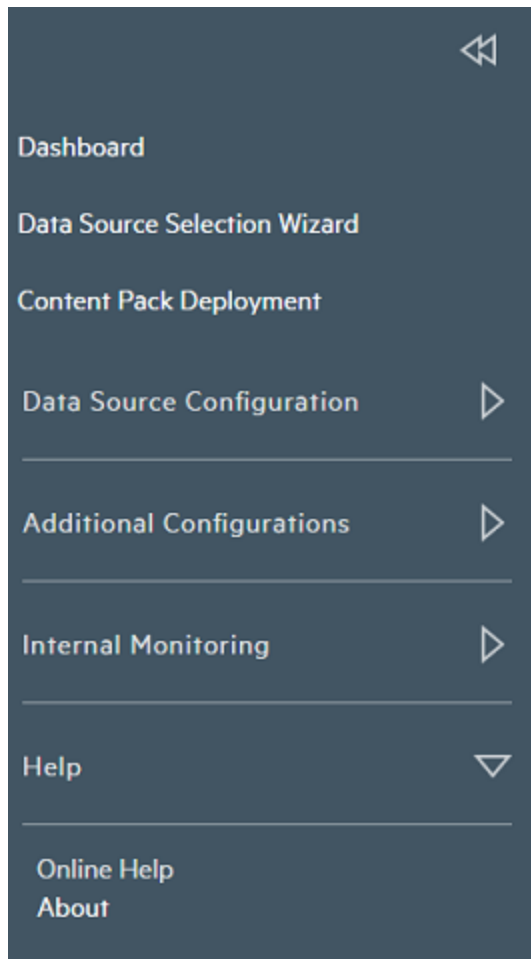 Dashboard
Data Source Selection Wizard
Content Pack Deployment
Data Source Configuration
Additional Configurations
Internal Monitoring
Help
Online Help
About